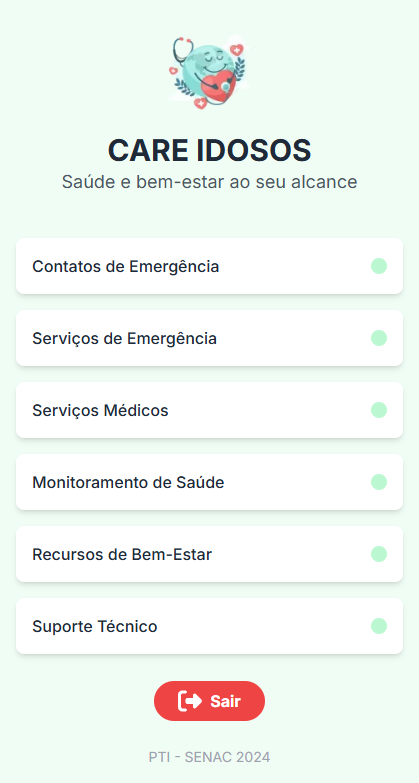 CARE IDOSOS
Saúde e bem-estar ao seu alcance
Contatos de Emergência
Serviços de Emergência
Serviços Médicos
Monitoramento de Saúde
Recursos de Bem-Estar
Suporte Técnico
Sair
PTI - SENAC 2024